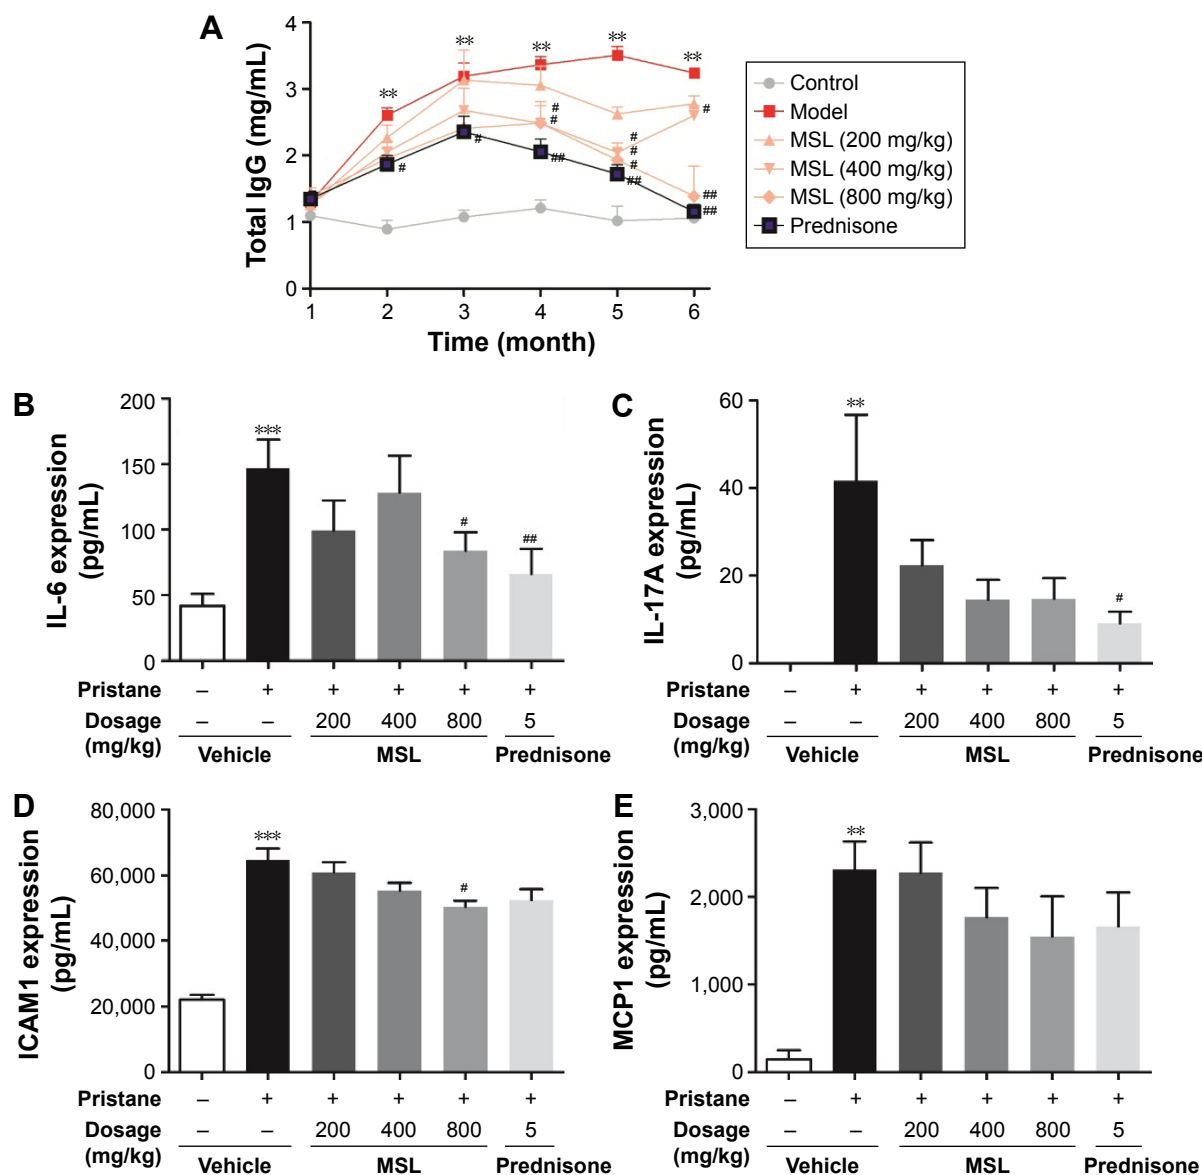 A
Total IgG (mg/mL)
4
3
2
1
0
** ** ** ** **
# # # # ## # # # ## # ## ##
1 2 3 4 5 6
Time (month)
Control
Model
MSL (200 mg/kg)
MSL (400 mg/kg)
MSL (800 mg/kg)
Prednisone
B
IL-6 expression
(pg/mL)
200
150
100
50
0
*** # ##
Pristane – + + + + +
Dosage – – 200 400 800 5
(mg/kg)
Vehicle MSL Prednisone
C
IL-17A expression
(pg/mL)
60
40
20
0
** #
Pristane – + + + + +
Dosage – – 200 400 800 5
(mg/kg)
Vehicle MSL Prednisone
D
ICAM1 expression
(pg/mL)
80,000
60,000
40,000
20,000
0
*** #
Pristane – + + + + +
Dosage – – 200 400 800 5
(mg/kg)
Vehicle MSL Prednisone
E
MCP1 expression
(pg/mL)
3,000
2,000
1,000
0
**
Pristane – + + + + +
Dosage – – 200 400 800 5
(mg/kg)
Vehicle MSL Prednisone